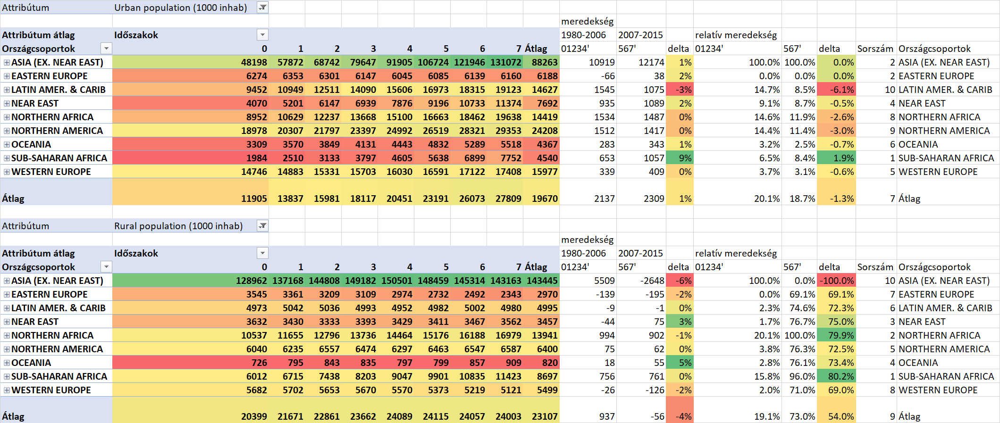 Attribútum Urban population (1000 inhab)
meredekség
Attribútum átlag Időszakok 1980-2006 2007-2015 relatív meredekség
Országcsoportok 0 1 2 3 4 5 6 7 Átlag 01234' 567' delta 01234' 567' delta Sorszám Országcsoportok
ASIA (EX. NEAR EAST) 48198 57872 68742 79647 91905 106724 121946 131072 88263 10919 12174 1% 100.0% 100.0% 0.0% 2 ASIA (EX. NEAR EAST)
EASTERN EUROPE 6274 6353 6301 6147 6045 6085 6139 6160 6188 -66 38 2% 0.0% 0.0% 0.0% 2 EASTERN EUROPE
LATIN AMER. & CARIB 9452 10949 12511 14090 15606 16973 18315 19123 14627 1545 1075 -3% 14.7% 8.5% -6.1% 10 LATIN AMER. & CARIB
NEAR EAST 4070 5201 6147 6939 7876 9196 10733 11374 7692 935 1089 2% 9.1% 8.7% -0.5% 4 NEAR EAST
NORTHERN AFRICA 8952 10629 12237 13668 15100 16663 18462 19638 14419 1534 1487 0% 14.6% 11.9% -2.6% 8 NORTHERN AFRICA
NORTHERN AMERICA 18978 20307 21797 23397 24992 26519 28321 29353 24208 1512 1417 0% 14.4% 11.4% -3.0% 9 NORTHERN AMERICA
OCEANIA 3309 3570 3849 4131 4443 4832 5289 5518 4367 283 343 1% 3.2% 2.5% -0.7% 6 OCEANIA
SUB-SAHARAN AFRICA 1984 2510 3133 3797 4605 5638 6899 7752 4540 653 1057 9% 6.5% 8.4% 1.9% 1 SUB-SAHARAN AFRICA
WESTERN EUROPE 14746 14883 15331 15703 16030 16591 17122 17408 15977 339 409 0% 3.7% 3.1% -0.6% 5 WESTERN EUROPE
Átlag 11905 13837 15981 18117 20451 23191 26073 27809 19670 2137 2309 1% 20.1% 18.7% -1.3% 7 Átlag
Attribútum Rural population (1000 inhab)
meredekség
Attribútum átlag Időszakok 1980-2006 2007-2015 relatív meredekség
Országcsoportok 0 1 2 3 4 5 6 7 Átlag 01234' 567' delta 01234' 567' delta Sorszám Országcsoportok
ASIA (EX. NEAR EAST) 128962 137168 144808 149182 150501 148459 145314 143163 143445 5509 -2648 -6% 100.0% 0.0% -100.0% 10 ASIA (EX. NEAR EAST)
EASTERN EUROPE 3545 3361 3209 3109 2974 2732 2492 2343 2970 -139 -195 -2% 0.0% 69.1% 69.1% 7 EASTERN EUROPE
LATIN AMER. & CARIB 4973 5042 5036 4993 4952 4982 5002 4980 4995 -9 -1 0% 2.3% 74.6% 72.3% 6 LATIN AMER. & CARIB
NEAR EAST 3632 3430 3333 3393 3429 3411 3467 3562 3457 -44 75 3% 1.7% 76.7% 75.0% 3 NEAR EAST
NORTHERN AFRICA 10537 11655 12796 13736 14464 15176 16188 16979 13941 994 902 -1% 20.1% 100.0% 79.9% 2 NORTHERN AFRICA
NORTHERN AMERICA 6040 6235 6557 6474 6297 6463 6547 6587 6400 75 62 0% 3.8% 76.3% 72.5% 5 NORTHERN AMERICA
OCEANIA 726 795 843 835 797 799 857 909 820 18 55 5% 2.8% 76.1% 73.4% 4 OCEANIA
SUB-SAHARAN AFRICA 6012 6715 7438 8203 9047 9901 10835 11423 8697 756 761 0% 15.8% 96.0% 80.2% 1 SUB-SAHARAN AFRICA
WESTERN EUROPE 5682 5702 5653 5670 5570 5373 5219 5121 5499 -26 -126 -2% 2.0% 71.0% 69.0% 8 WESTERN EUROPE
Átlag 20399 21671 22861 23662 24089 24115 24057 24003 23107 937 -56 -4% 19.1% 73.0% 54.0% 9 Átlag